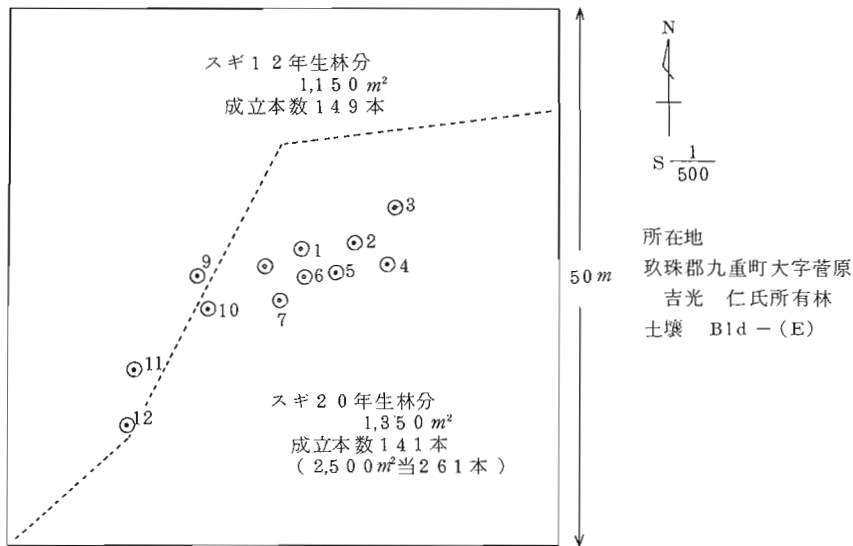 スギ12年生林分
1,150m²
成立本数149本
N
S 1/500
3
1
2
9
6
5
4
10
7
所在地
玖珠郡九重町大字菅原
吉光 仁氏所有林
土壌 Bld-(E)
50m
11
12
スギ20年生林分
1,350m²
成立本数141本
(2,500m²当261本)